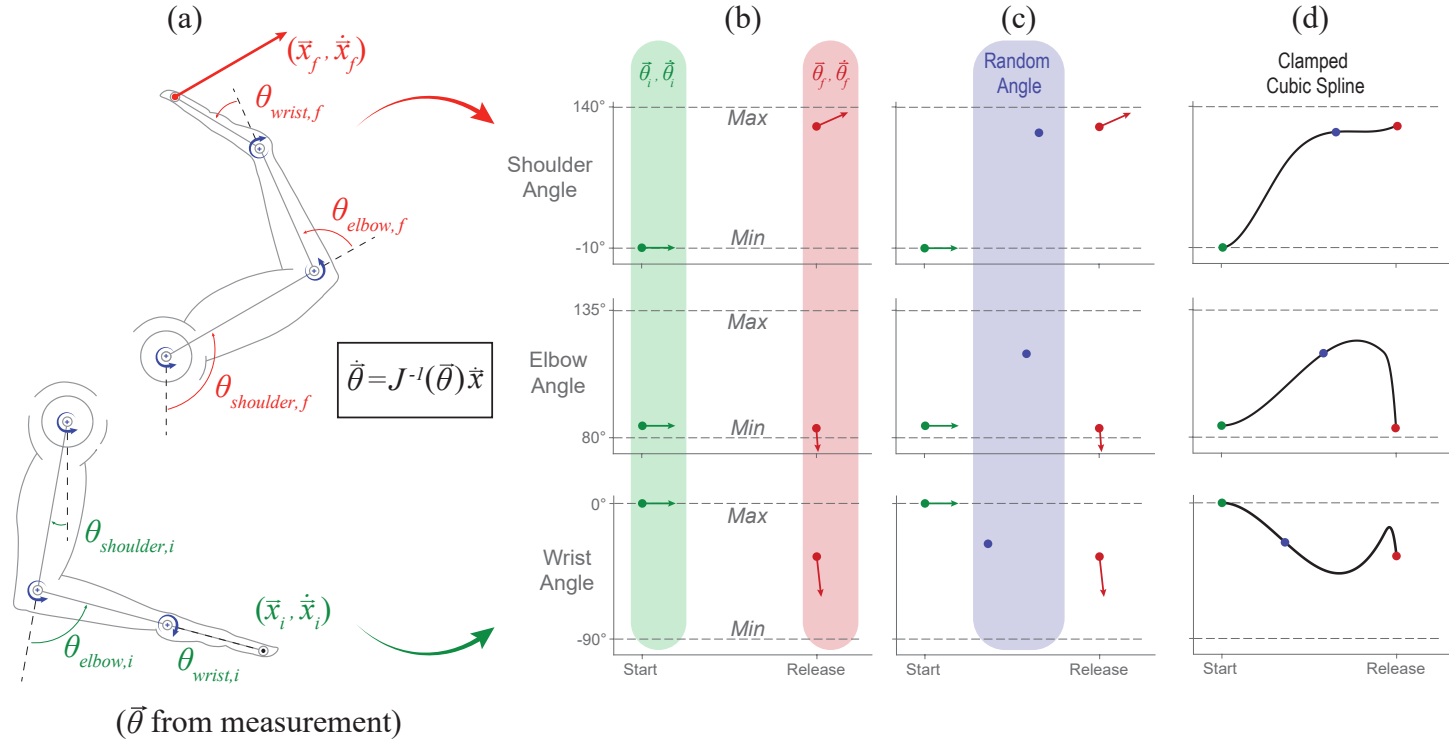 (a)
(x⃗_f, ẋ⃗_f)
θ_wrist,f
θ_elbow,f
θ_shoulder,f
θ̇⃗ = J⁻¹(θ⃗) ẋ⃗
θ_shoulder,i
θ_elbow,i
θ_wrist,i
(x⃗_i, ẋ⃗_i)
(θ⃗ from measurement)
(b)
θ⃗_i, θ̇⃗_i
θ⃗_f, θ̇⃗_f
Shoulder
Angle
140°
Max
-10°
Min
Elbow
Angle
135°
Max
80°
Min
Wrist
Angle
0°
Max
-90°
Min
Start
Release
(c)
Random
Angle
Start
Release
(d)
Clamped
Cubic Spline
Start
Release